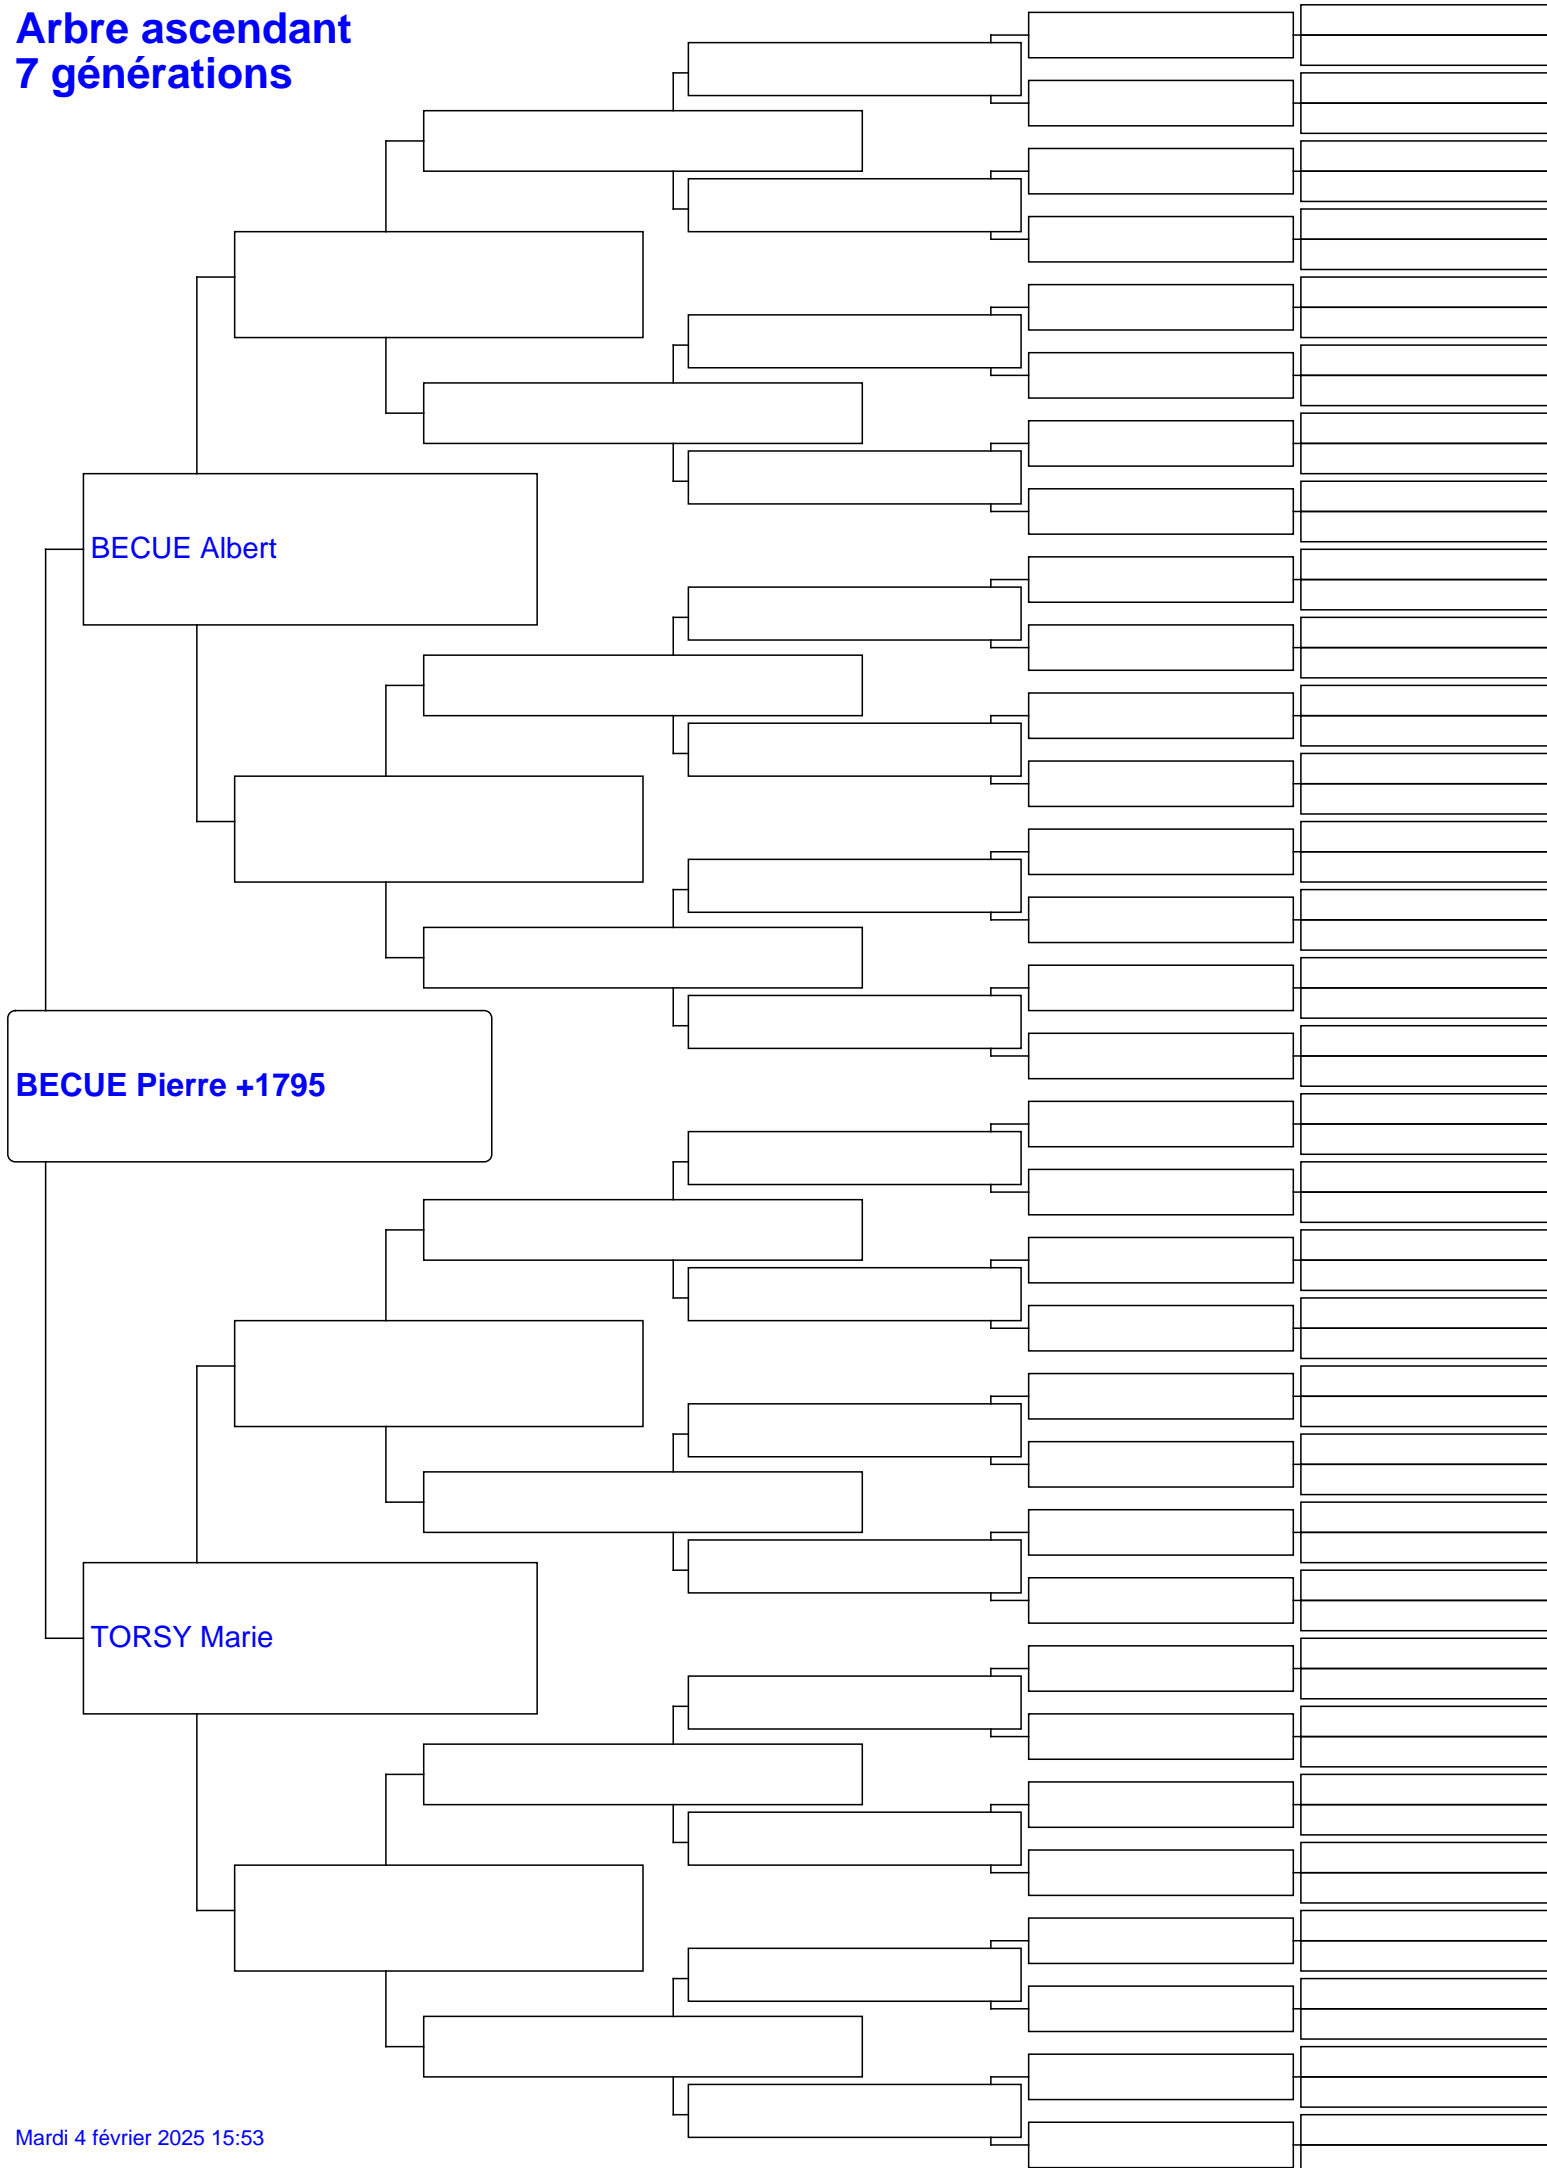 Arbre ascendant
7 générations
BECUE Albert
BECUE Pierre +1795
TORSY Marie
Mardi 4 février 2025 15:53